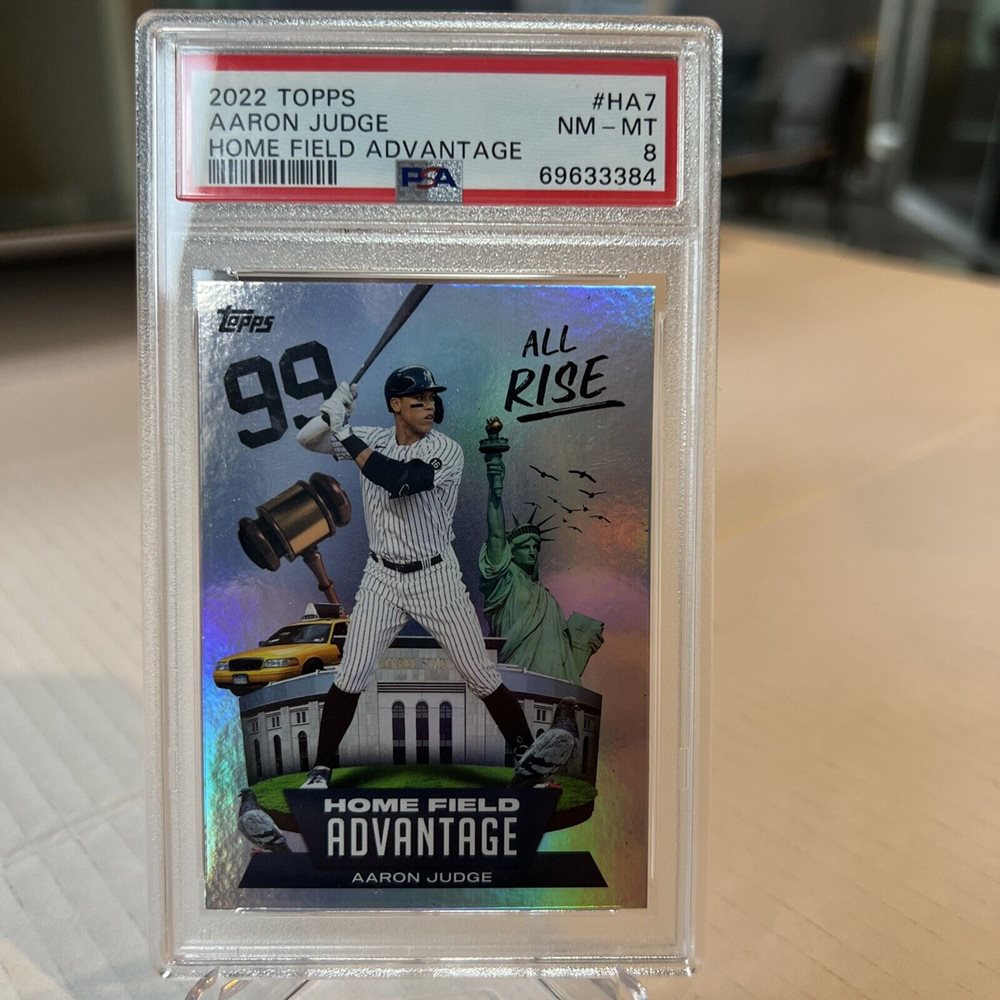 2022 TOPPS #HA7
AARON JUDGE NM - MT
HOME FIELD ADVANTAGE 8
PSA 69633384
Topps
99
ALL
RISE
HOME FIELD
ADVANTAGE
AARON JUDGE